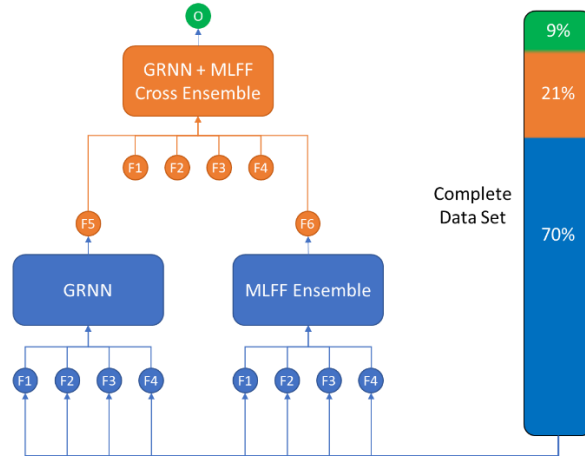 O
9%
GRNN + MLFF
Cross Ensemble
21%
F1 F2 F3 F4
Complete
Data Set
70%
F5 F6
GRNN
MLFF Ensemble
F1 F2 F3 F4 F1 F2 F3 F4